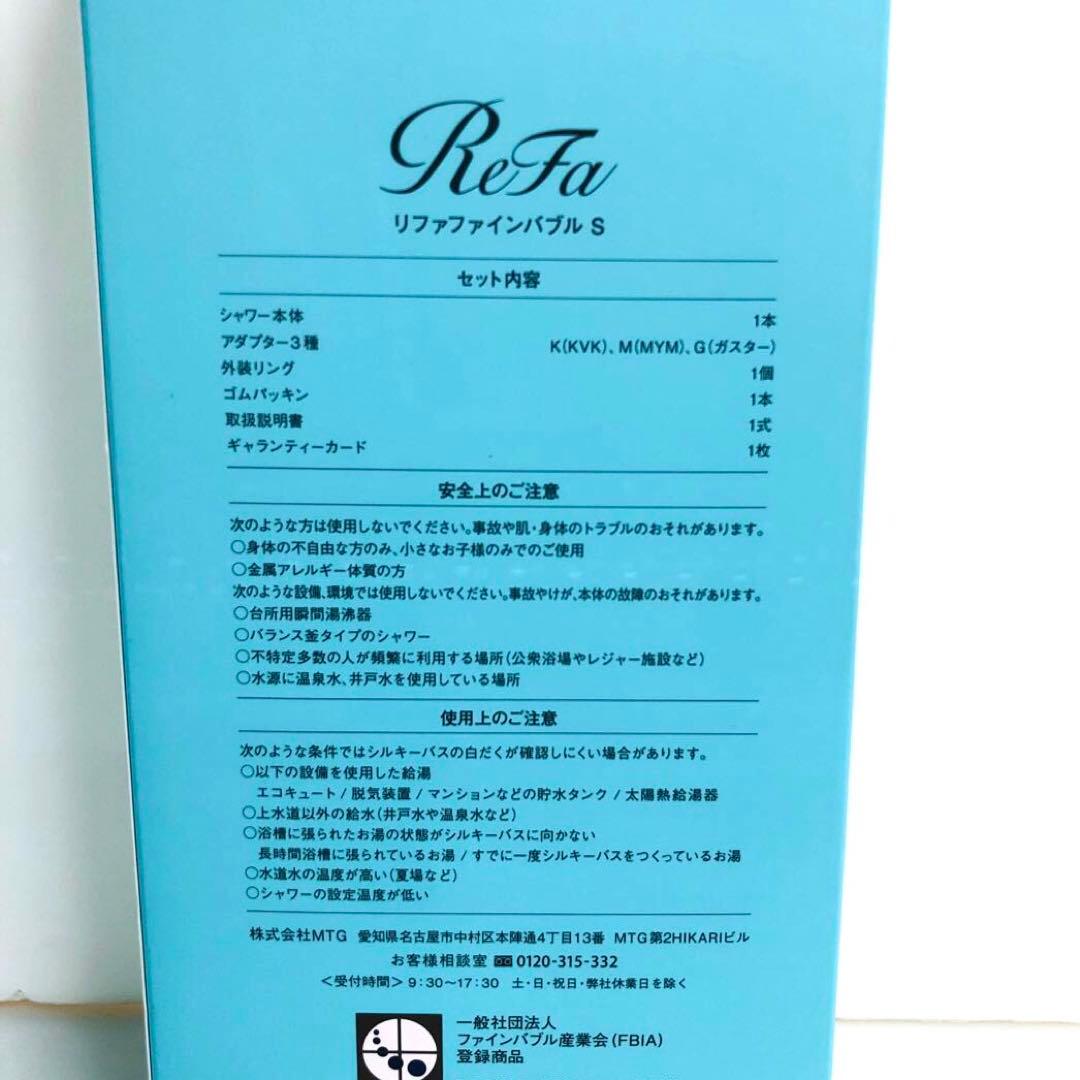 ReFa
リファファインバブル S
セット内容
シャワー本体 1本
アダプター3種 K(KVK)、M(MYM)、G(ガスター)
外装リング 1個
ゴムパッキン 1本
取扱説明書 1式
ギャランティーカード 1枚
安全上のご注意
次のような方は使用しないでください。事故や肌・身体のトラブルのおそれがあります。
○身体の不自由な方のみ、小さなお子様のみでのご使用
○金属アレルギー体質の方
次のような設備、環境では使用しないでください。事故やけが、本体の故障のおそれがあります。
○台所用瞬間湯沸器
○バランス釜タイプのシャワー
○不特定多数の人が頻繁に利用する場所(公衆浴場やレジャー施設など)
○水源に温泉水、井戸水を使用している場所
使用上のご注意
次のような条件ではシルキーバスの白だくが確認しにくい場合があります。
○以下の設備を使用した給湯
エコキュート / 脱気装置 / マンションなどの貯水タンク / 太陽熱給湯器
○上水道以外の給水(井戸水や温泉水など)
○浴槽に張られたお湯の状態がシルキーバスに向かない
長時間浴槽に張られているお湯 / すでに一度シルキーバスをつくっているお湯
○水道水の温度が高い(夏場など)
○シャワーの設定温度が低い
株式会社MTG 愛知県名古屋市中村区本陣通4丁目13番 MTG第2HIKARIビル
お客様相談室 0120-315-332
<受付時間> 9:30〜17:30 土・日・祝日・弊社休業日を除く
一般社団法人
ファインバブル産業会(FBIA)
登録商品